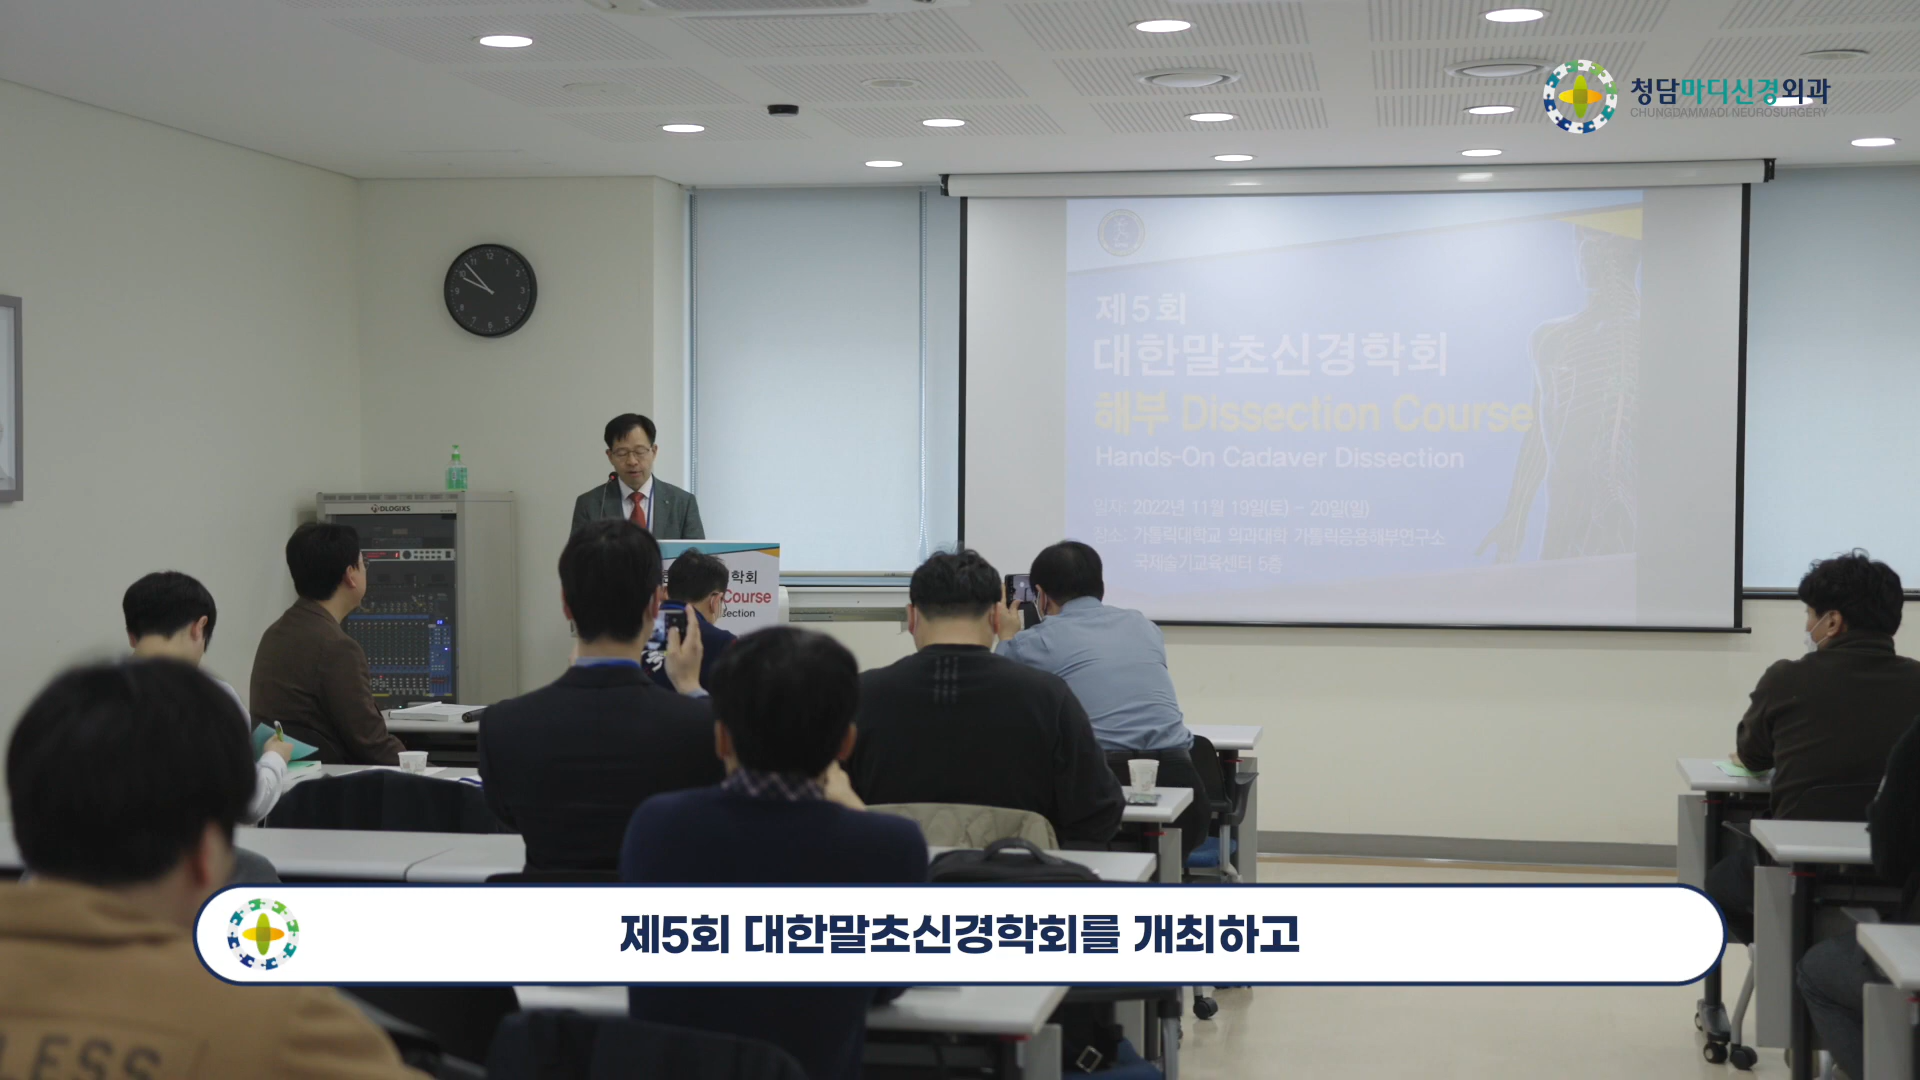 청담마디신경외과
CHUNGDAMMADI NEUROSURGERY
제5회
대한말초신경학회
해부 Dissection Course
Hands-On Cadaver Dissection
일자: 2022년 11월 19일(토) - 20일(일)
장소: 가톨릭대학교 의과대학 가톨릭응용해부연구소
국제술기교육센터 5층
DLOGIXS
학회
Course
section
LESS
제5회 대한말초신경학회를 개최하고